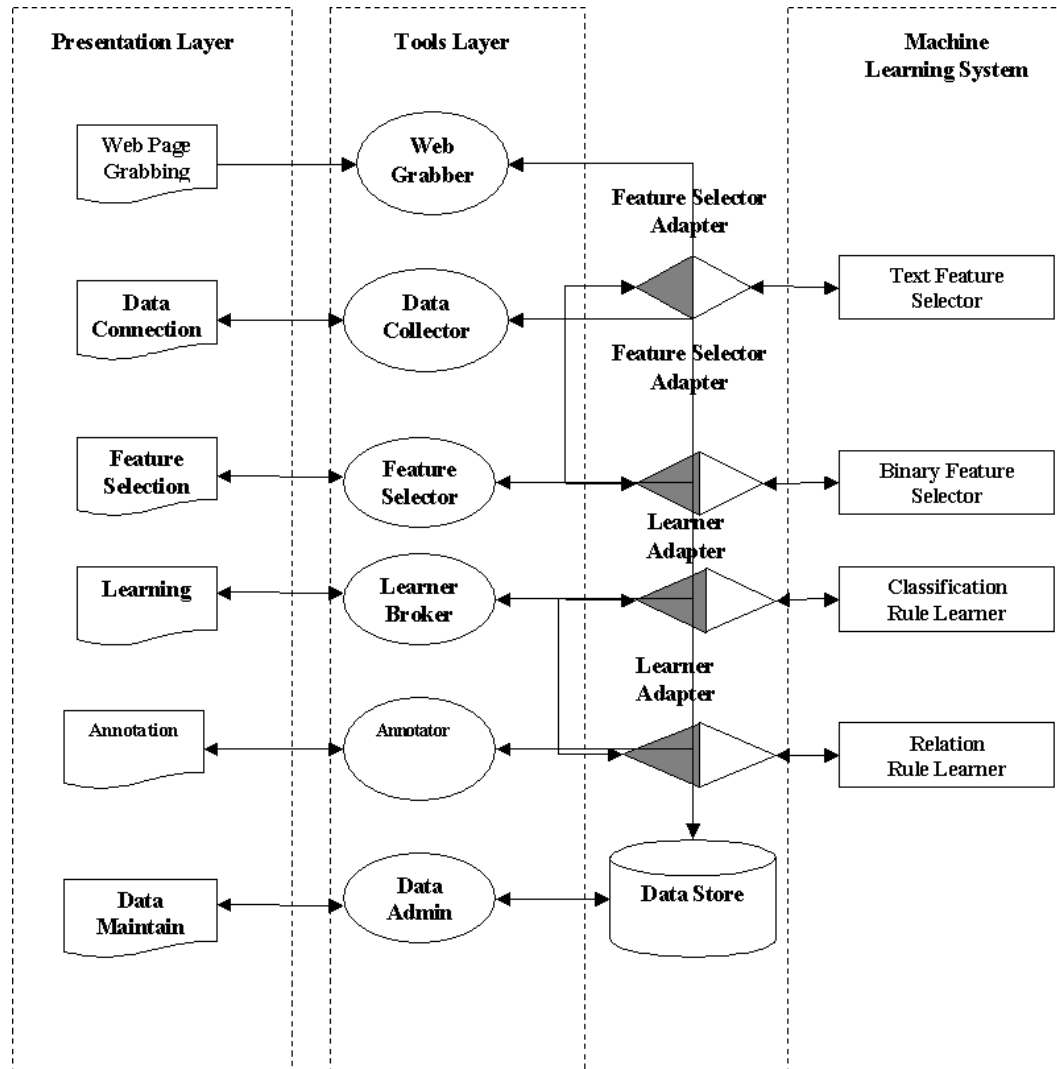 Presentation Layer
Tools Layer
Machine
Learning System
Web Page
Grabbing
Web
Grabber
Feature Selector
Adapter
Text Feature
Selector
Data
Connection
Data
Collector
Feature Selector
Adapter
Feature
Selection
Feature
Selector
Binary Feature
Selector
Learner
Adapter
Learning
Learner
Broker
Classification
Rule Learner
Learner
Adapter
Annotation
Annotator
Relation
Rule Learner
Data
Maintain
Data
Admin
Data Store